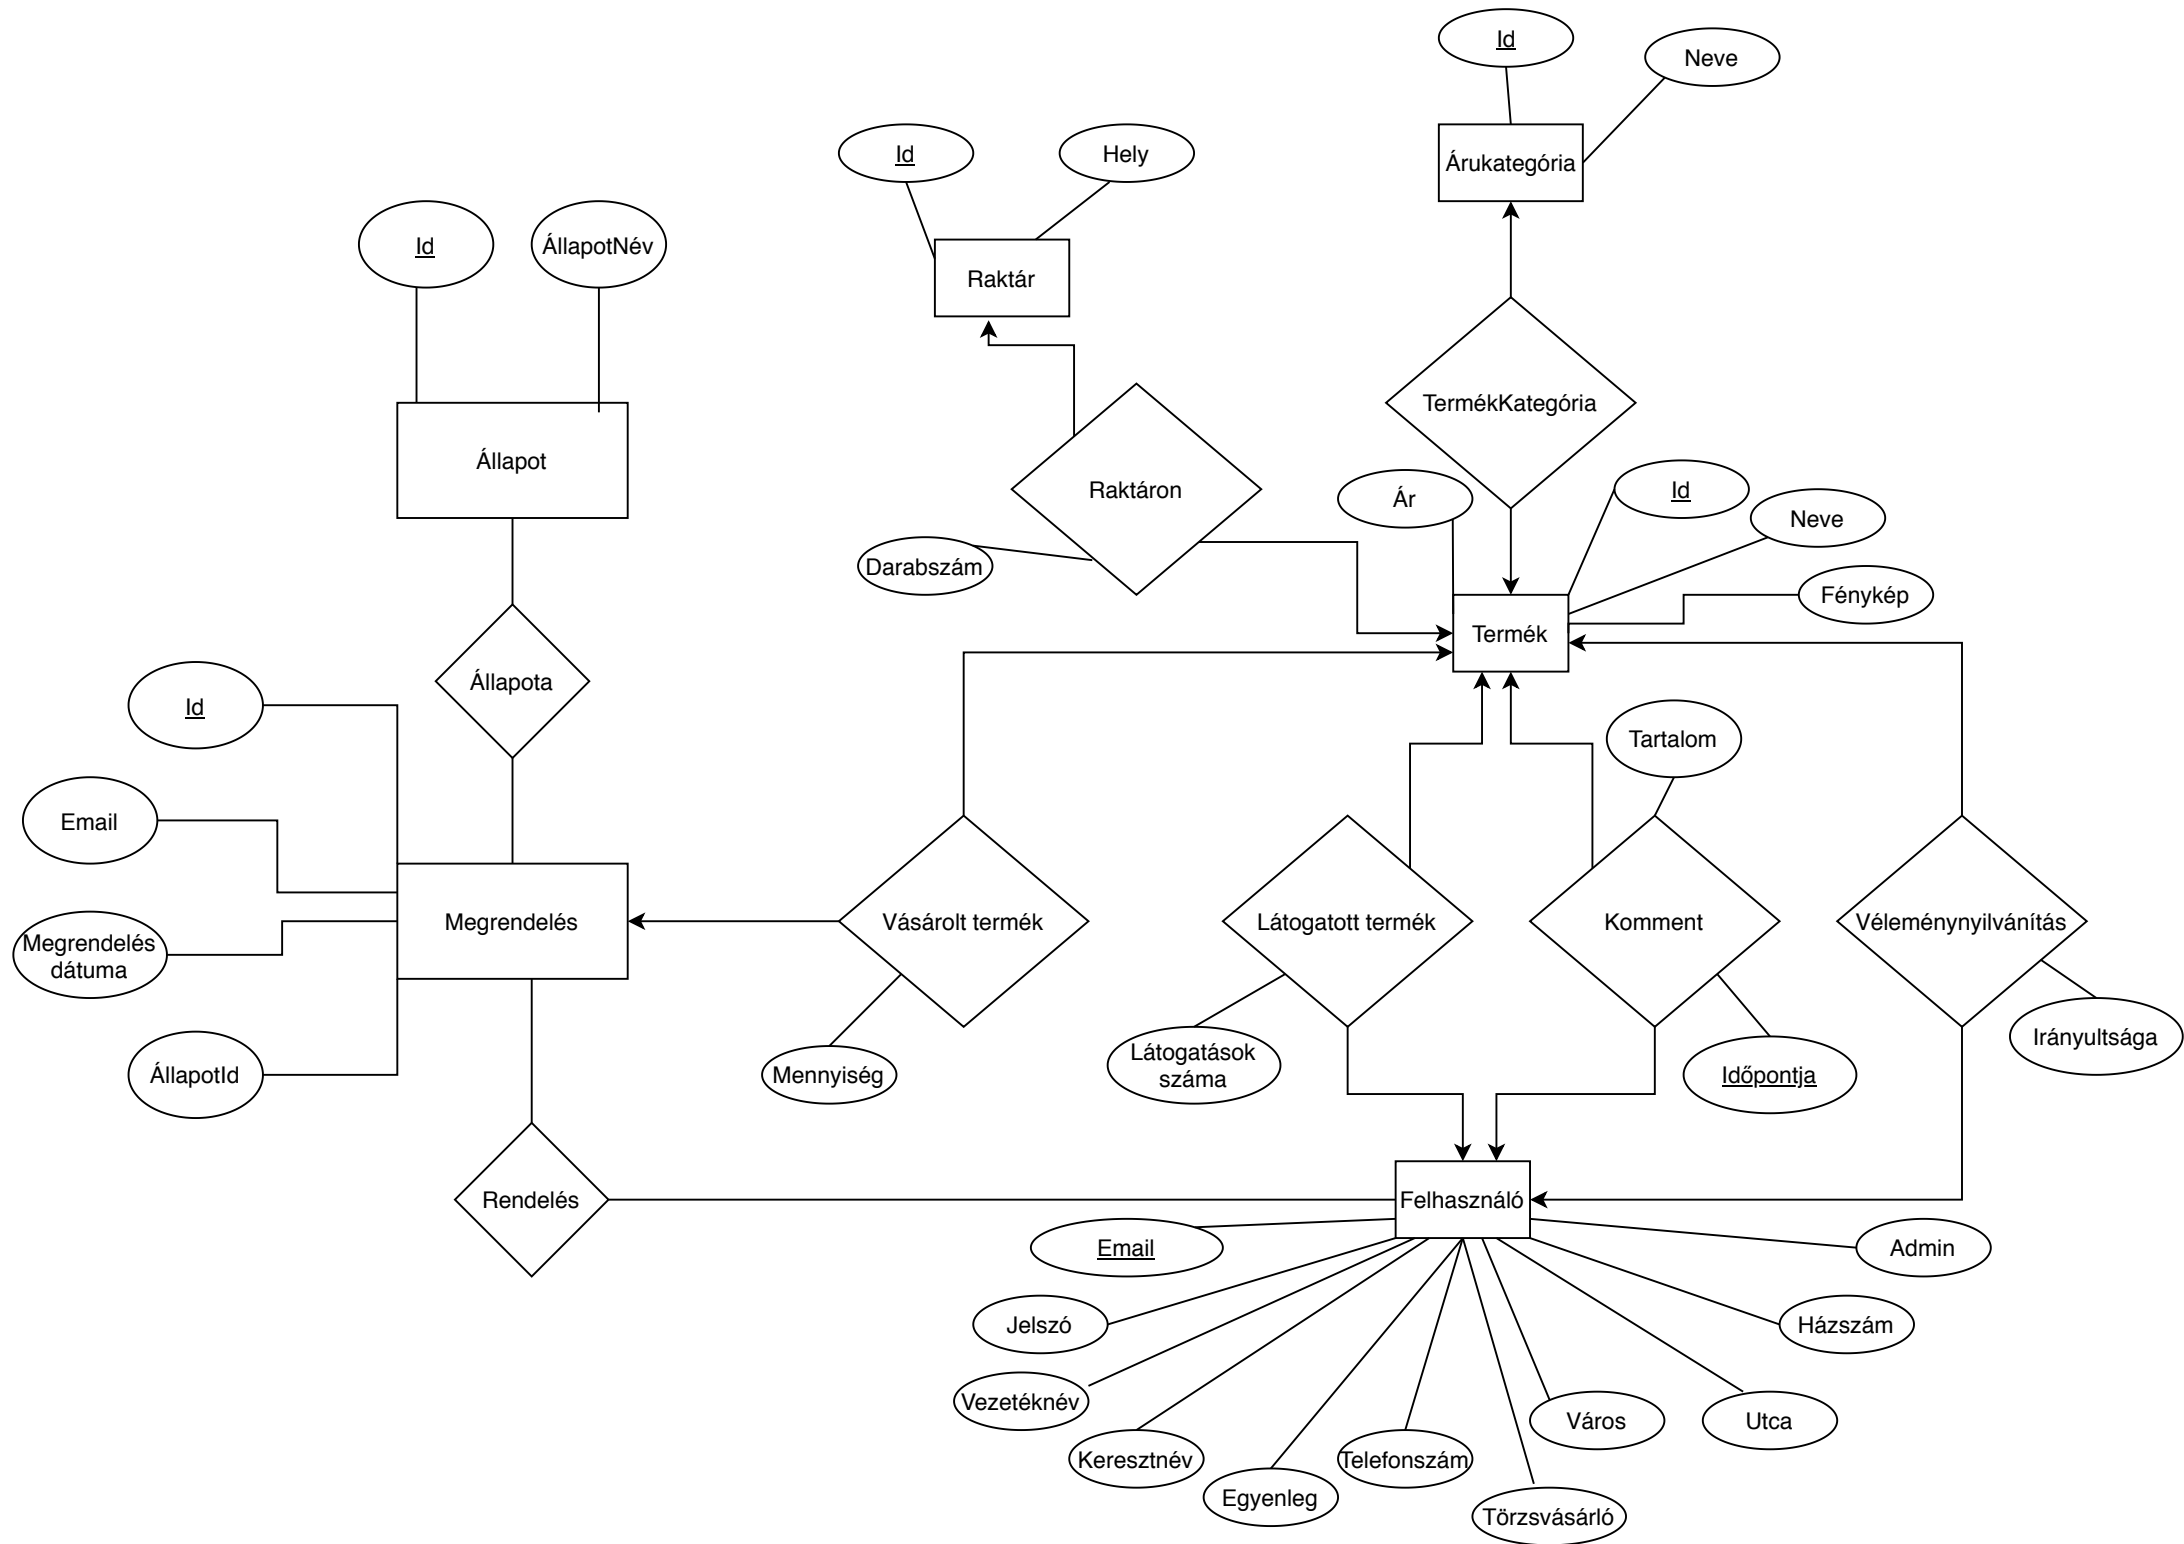 Id
Neve
Árukategória
Id
Hely
Raktár
Id
ÁllapotNév
TermékKategória
Állapot
Raktáron
Ár
Id
Neve
Darabszám
Fénykép
Termék
Állapota
Id
Tartalom
Email
Megrendelés
Vásárolt termék
Látogatott termék
Komment
Véleménynyilvánítás
Megrendelés
dátuma
Irányultsága
ÁllapotId
Mennyiség
Látogatások
száma
Időpontja
Rendelés
Felhasználó
Email
Admin
Jelszó
Házszám
Vezetéknév
Város
Utca
Keresztnév
Telefonszám
Egyenleg
Törzsvásárló